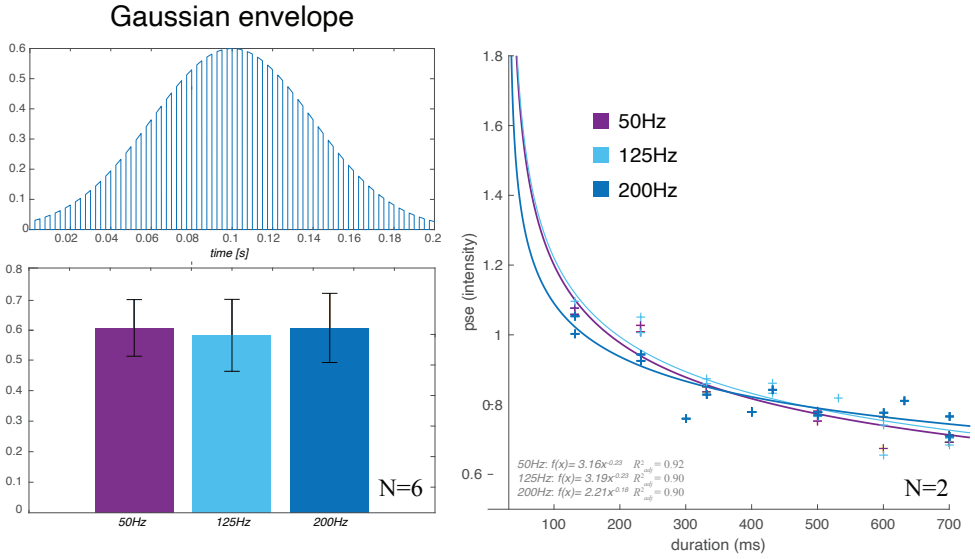 Gaussian envelope
0.6
0.5
0.4
0.3
0.2
0.1
0
0.02 0.04 0.06 0.08 0.1 0.12 0.14 0.16 0.18 0.2
time [s]
0.8
0.7
0.6
0.5
0.4
0.3
0.2
0.1
0
N=6
50Hz 125Hz 200Hz
1.8
1.6
1.4
1.2
1
0.8
0.6
pse (intensity)
50Hz
125Hz
200Hz
50Hz: f(x)= 3.16x-0.23 R2adj = 0.92
125Hz: f(x)= 3.19x-0.23 R2adj = 0.90
200Hz: f(x)= 2.21x-0.18 R2adj = 0.90
N=2
100 200 300 400 500 600 700
duration (ms)